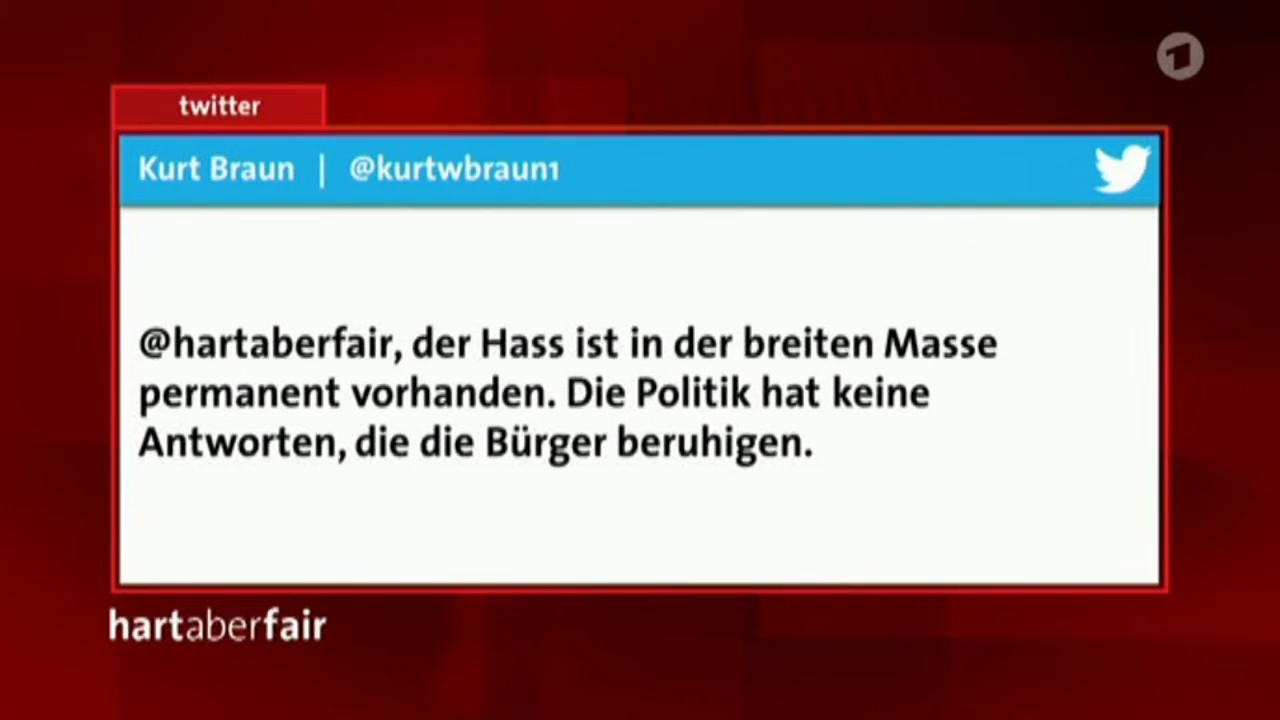 twitter
Kurt Braun | @kurtwbraun1
@hartaberfair, der Hass ist in der breiten Masse
permanent vorhanden. Die Politik hat keine
Antworten, die die Bürger beruhigen.
hartaberfair